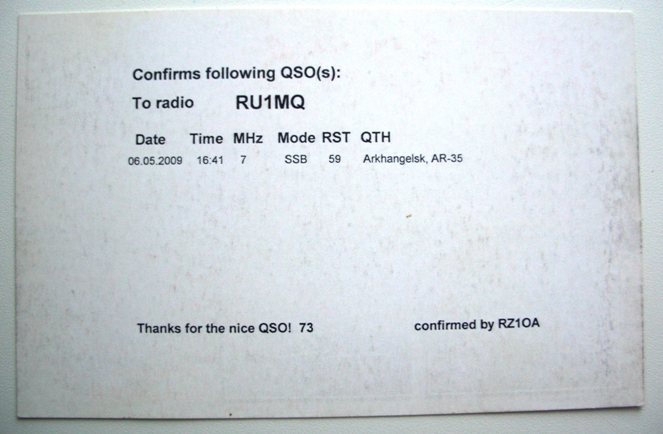 Confirms following QSO(s):
To radio RU1MQ
Date Time MHz Mode RST QTH
06.05.2009 16:41 7 SSB 59 Arkhangelsk, AR-35
Thanks for the nice QSO! 73 confirmed by RZ1OA